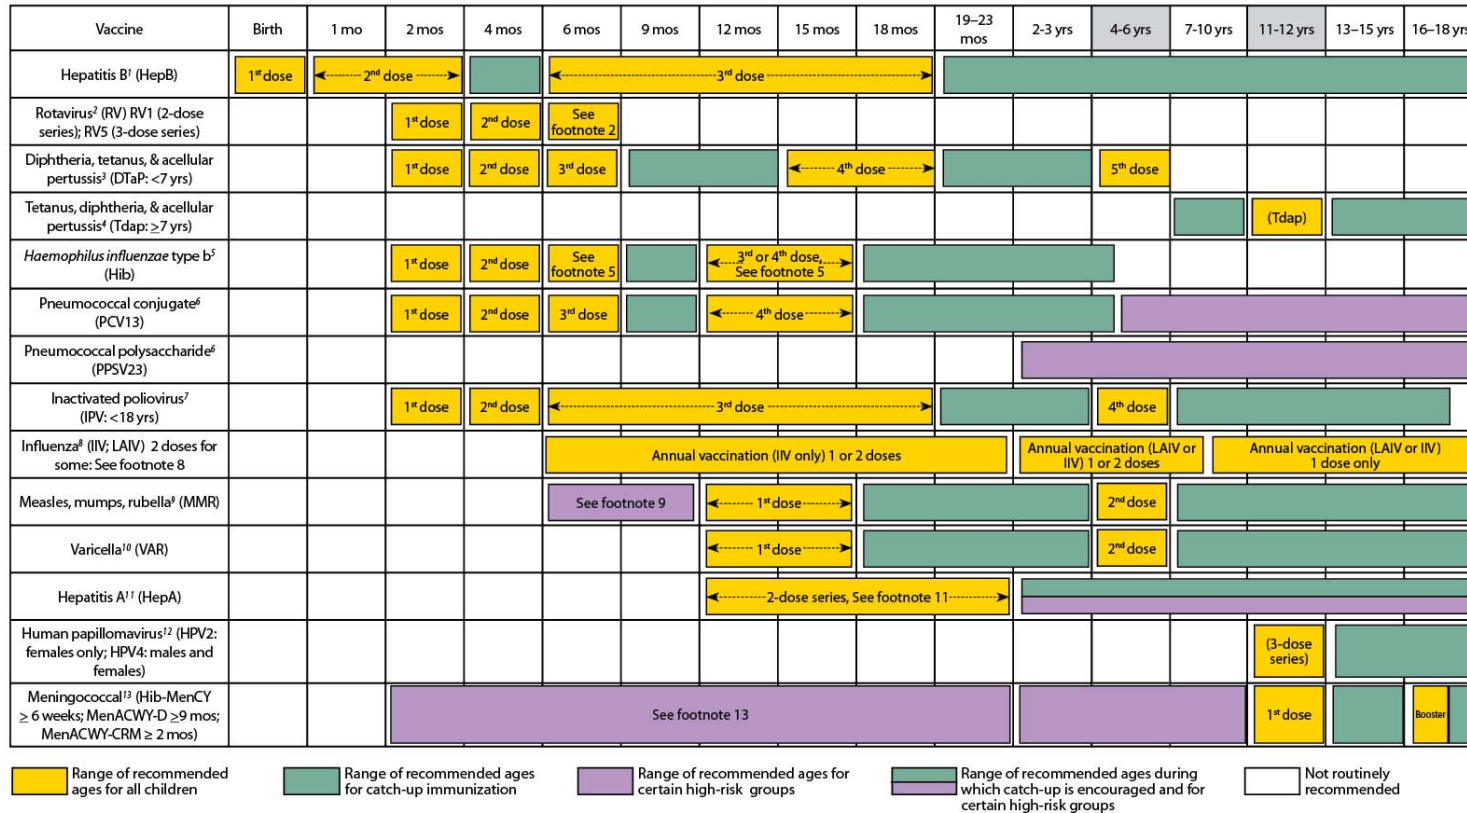 Vaccine Birth 1 mo 2 mos 4 mos 6 mos 9 mos 12 mos 15 mos 18 mos 19–23 mos 2-3 yrs 4-6 yrs 7-10 yrs 11-12 yrs 13–15 yrs 16–18 yrs
Hepatitis B¹ (HepB)
1st dose
2nd dose
3rd dose
Rotavirus² (RV) RV1 (2-dose
series); RV5 (3-dose series)
1st dose
2nd dose
See
footnote 2
Diphtheria, tetanus, & acellular
pertussis³ (DTaP: <7 yrs)
1st dose
2nd dose
3rd dose
4th dose
5th dose
Tetanus, diphtheria, & acellular
pertussis⁴ (Tdap: ≥7 yrs)
(Tdap)
Haemophilus influenzae type b⁵
(Hib)
1st dose
2nd dose
See
footnote 5
3rd or 4th dose,
See footnote 5
Pneumococcal conjugate⁶
(PCV13)
1st dose
2nd dose
3rd dose
4th dose
Pneumococcal polysaccharide⁶
(PPSV23)
Inactivated poliovirus⁷
(IPV: <18 yrs)
1st dose
2nd dose
3rd dose
4th dose
Influenza⁸ (IIV; LAIV) 2 doses for
some: See footnote 8
Annual vaccination (IIV only) 1 or 2 doses
Annual vaccination (LAIV or
IIV) 1 or 2 doses
Annual vaccination (LAIV or IIV)
1 dose only
Measles, mumps, rubella⁹ (MMR)
See footnote 9
1st dose
2nd dose
Varicella¹⁰ (VAR)
1st dose
2nd dose
Hepatitis A¹¹ (HepA)
2-dose series, See footnote 11
Human papillomavirus¹² (HPV2:
females only; HPV4: males and
females)
(3-dose
series)
Meningococcal¹³ (Hib-MenCY
≥ 6 weeks; MenACWY-D ≥9 mos;
MenACWY-CRM ≥ 2 mos)
See footnote 13
1st dose
Booster
Range of recommended
ages for all children
Range of recommended ages
for catch-up immunization
Range of recommended ages for
certain high-risk groups
Range of recommended ages during
which catch-up is encouraged and for
certain high-risk groups
Not routinely
recommended